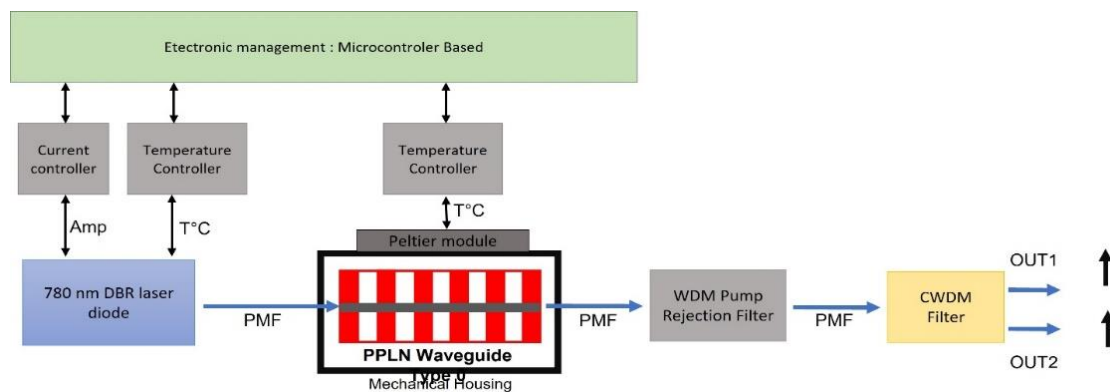 Etectronic management : Microcontroler Based
Current
controller
Temperature
Controller
Temperature
Controller
Amp
T°C
T°C
Peltier module
780 nm DBR laser
diode
PMF
PPLN Waveguide
Type 0
Mechanical Housing
PMF
WDM Pump
Rejection Filter
PMF
CWDM
Filter
OUT1
OUT2